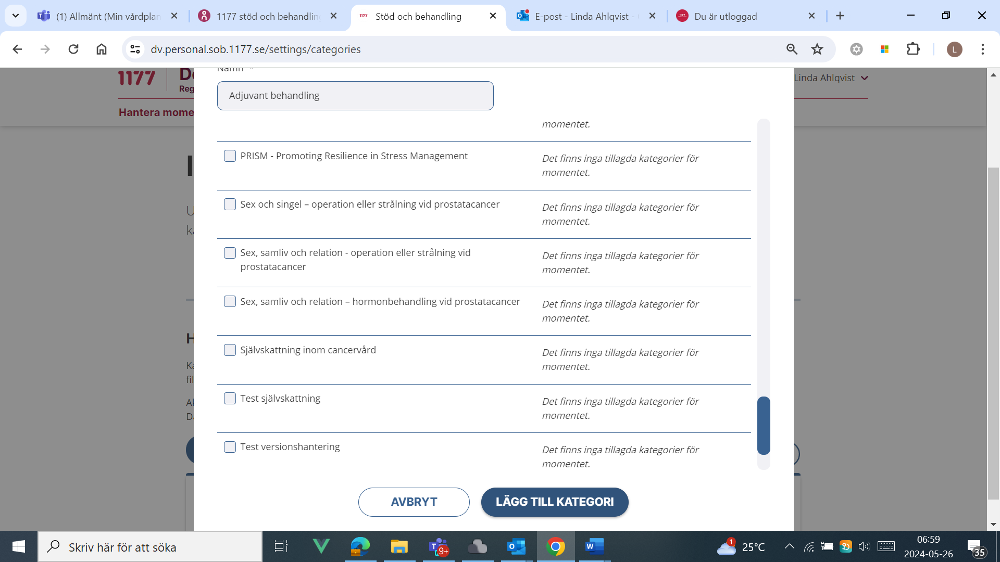 (1) Allmänt (Min vårdplan
1177 stöd och behandling
Stöd och behandling
E-post - Linda Ahlqvist -
Du är utloggad
dv.personal.sob.1177.se/settings/categories
L
1177
Reg
Linda Ahlqvist
Hantera mome
Namn *
Adjuvant behandling
momentet.
PRISM - Promoting Resilience in Stress Management
Det finns inga tillagda kategorier för
momentet.
Sex och singel – operation eller strålning vid prostatacancer
Det finns inga tillagda kategorier för
momentet.
Sex, samliv och relation - operation eller strålning vid
prostatacancer
Det finns inga tillagda kategorier för
momentet.
Sex, samliv och relation – hormonbehandling vid prostatacancer
Det finns inga tillagda kategorier för
momentet.
Självskattning inom cancervård
Det finns inga tillagda kategorier för
momentet.
Test självskattning
Det finns inga tillagda kategorier för
momentet.
Test versionshantering
Det finns inga tillagda kategorier för
momentet.
AVBRYT
LÄGG TILL KATEGORI
Skriv här för att söka
9+
1
25°C
06:59
2024-05-26
35